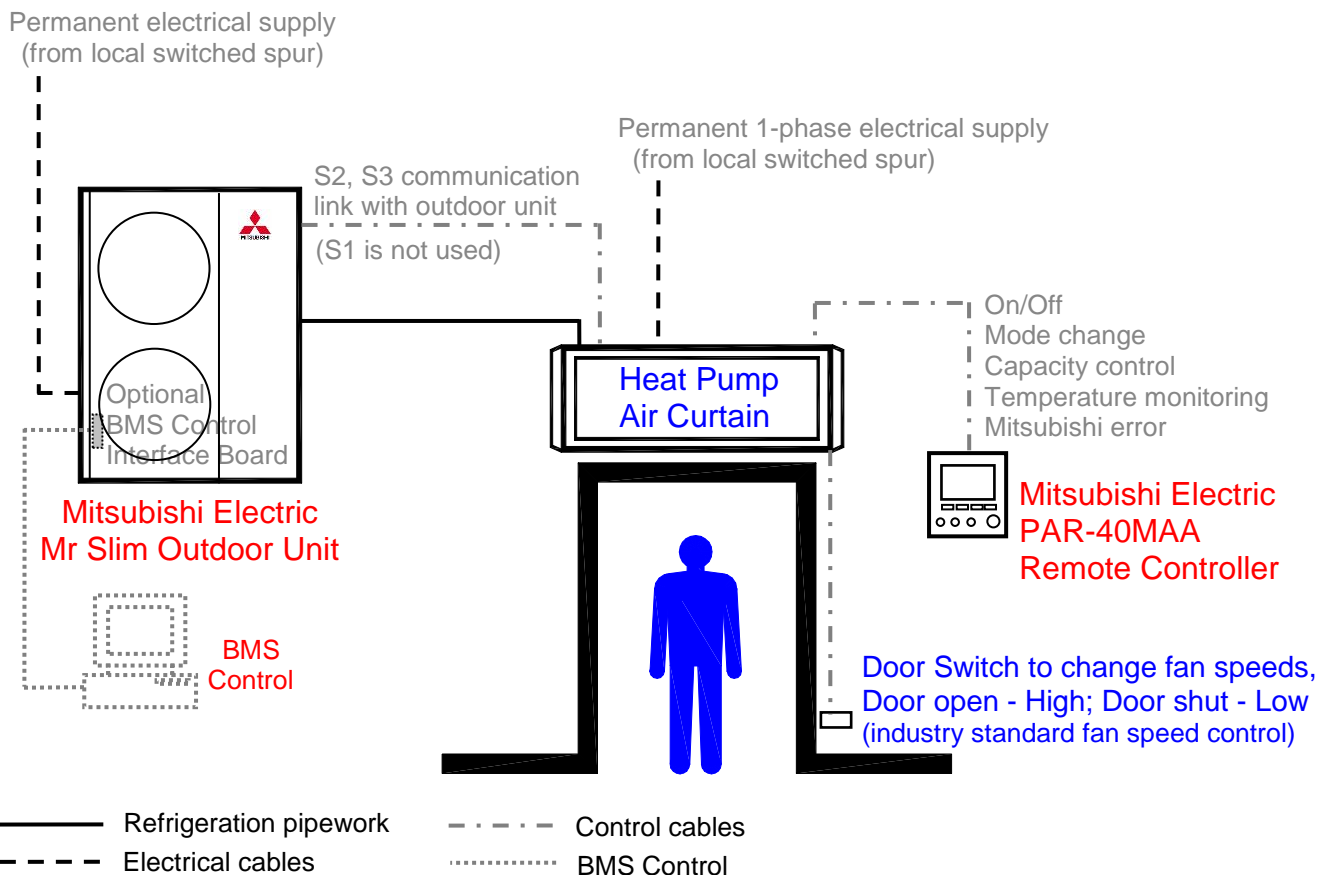 Permanent electrical supply
(from local switched spur)
Permanent 1-phase electrical supply
(from local switched spur)
S2, S3 communication
link with outdoor unit
(S1 is not used)
MITSUBISHI
On/Off
Mode change
Capacity control
Temperature monitoring
Mitsubishi error
Heat Pump
Air Curtain
Optional
BMS Control
Interface Board
Mitsubishi Electric
Mr Slim Outdoor Unit
Mitsubishi Electric
PAR-40MAA
Remote Controller
BMS
Control
Door Switch to change fan speeds,
Door open - High; Door shut - Low
(industry standard fan speed control)
Refrigeration pipework
Control cables
Electrical cables
BMS Control